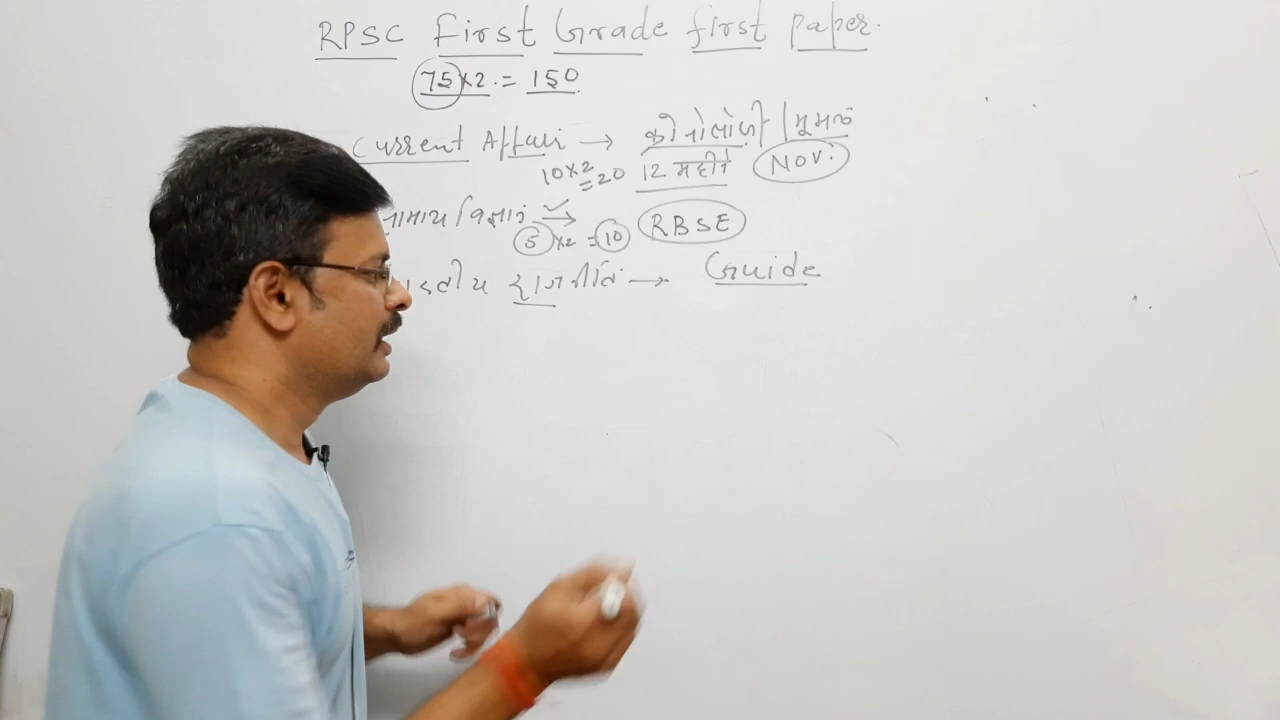 RPSC First Grade first paper.
75×2 = 150
Current Affair → क्रोनोलॉजी | मूमल
10×2 =20 12 महीने Nov.
विज्ञान → RBSE
5×2 = 10
राजनीति → Guide